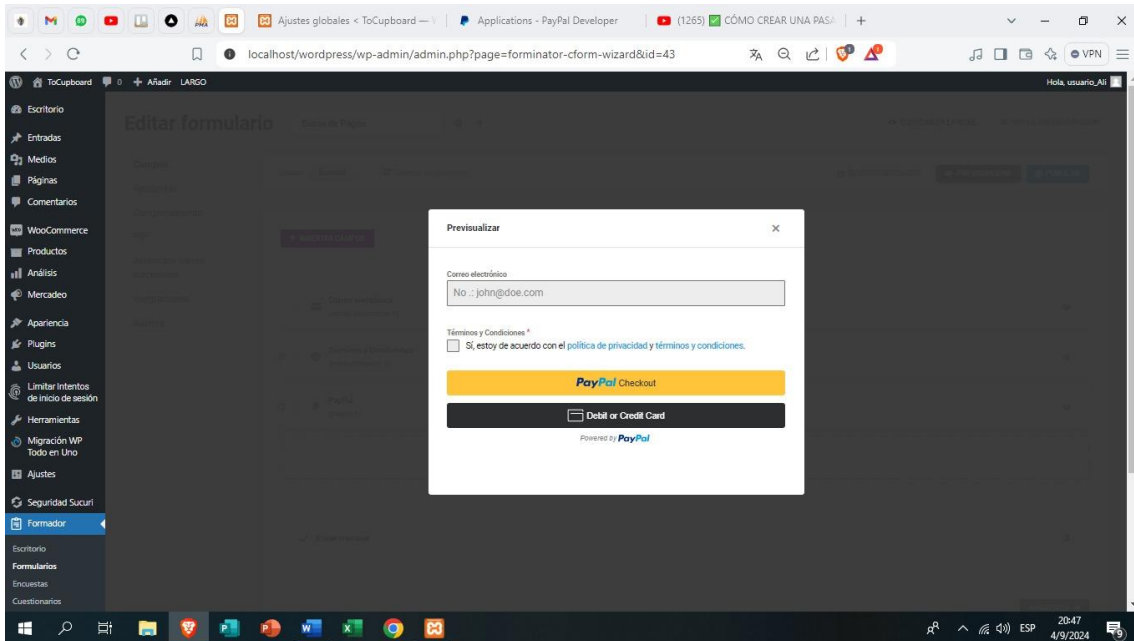 Ajustes globales < ToCupboard — V
Applications - PayPal Developer
(1265) ✅ CÓMO CREAR UNA PASA
localhost/wordpress/wp-admin/admin.php?page=forminator-cform-wizard&id=43
VPN
ToCupboard
0
+ Añadir
LARGO
Hola, usuario_Ali
Escritorio
Entradas
Medios
Páginas
Comentarios
WooCommerce
Productos
Análisis
Mercadeo
Apariencia
Plugins
Usuarios
Limitar Intentos
de inicio de sesión
Herramientas
Migración WP
Todo en Uno
Ajustes
Seguridad Sucuri
Formador
Escritorio
Formularios
Encuestas
Cuestionarios
Editar formulario
Previsualizar
Correo electrónico
No .: john@doe.com
Términos y Condiciones *
Sí, estoy de acuerdo con el política de privacidad y términos y condiciones.
PayPal Checkout
Debit or Credit Card
Powered by PayPal
ESP
20:47
4/9/2024